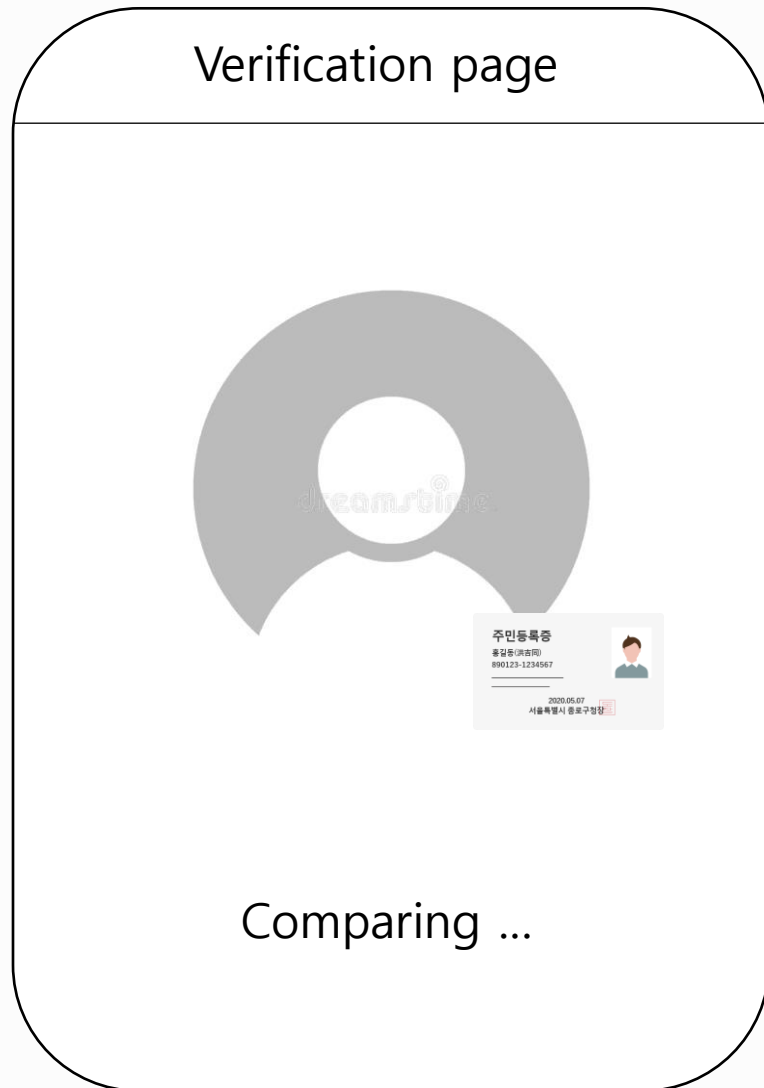 Verification page
dreamstime
주민등록증
홍길동(洪吉同)
890123-1234567
2020.05.07
서울특별시 종로구청장
Comparing ...